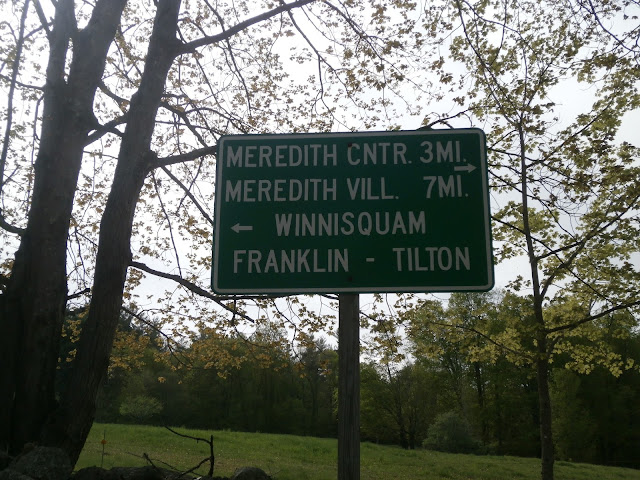 MEREDITH CNTR. 3MI. →
MEREDITH VILL. 7MI.
← WINNISQUAM
FRANKLIN - TILTON